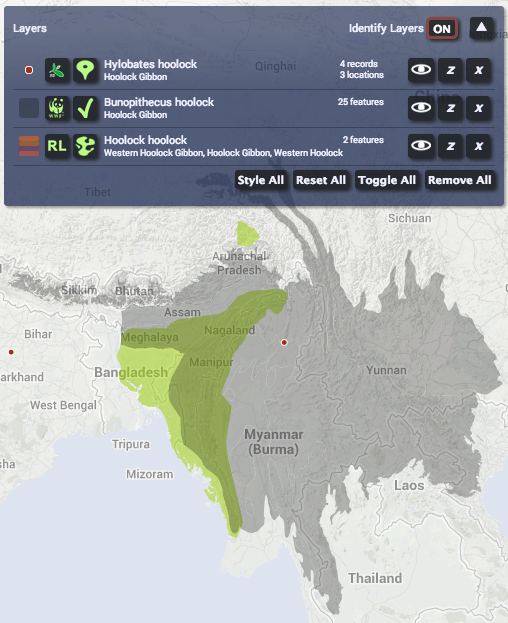 Layers
Identify Layers ON
Hylobates hoolock
Hoolock Gibbon
4 records
3 locations
z x
WWF
Bunopithecus hoolock
Hoolock Gibbon
25 features
z x
RL
Hoolock hoolock
Western Hoolock Gibbon, Hoolock Gibbon, Western Hoolock
2 features
z x
Style All Reset All Toggle All Remove All
Qinghai
China
Tibet
Sichuan
Arunachal
Pradesh
Sikkim Bhutan
Assam
Bihar
Meghalaya
Nagaland
Manipur
Bangladesh
arkhand
Yunnan
West Bengal
Tripura
Myanmar
(Burma)
sha
Mizoram
Laos
Thailand